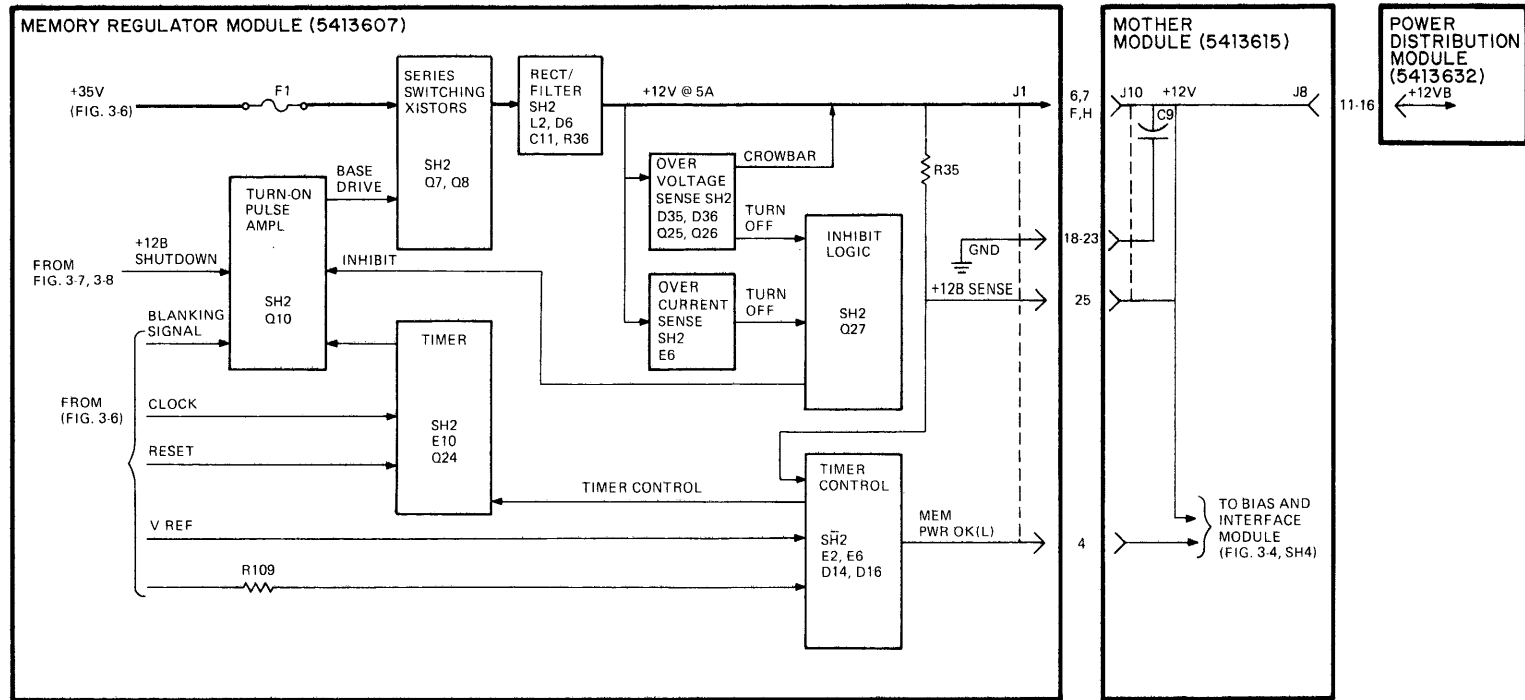 MEMORY REGULATOR MODULE (5413607)
+35V
(FIG. 3-6)
F1
SERIES
SWITCHING
XISTORS
SH2
Q7, Q8
RECT/
FILTER
SH2
L2, D6
C11, R36
+12V @ 5A
J1
BASE
DRIVE
TURN-ON
PULSE
AMPL
SH2
Q10
+12B
SHUTDOWN
FROM
FIG. 3-7, 3-8
INHIBIT
BLANKING
SIGNAL
OVER
VOLTAGE
SENSE SH2
D35, D36
Q25, Q26
CROWBAR
TURN
OFF
OVER
CURRENT
SENSE
SH2
E6
TURN
OFF
INHIBIT
LOGIC
SH2
Q27
R35
GND
+12B SENSE
TIMER
SH2
E10
Q24
FROM
(FIG. 3-6)
CLOCK
RESET
TIMER CONTROL
V REF
R109
TIMER
CONTROL
SH2
E2, E6
D14, D16
MEM
PWR OK(L)
6,7
F,H
18-23
25
4
MOTHER
MODULE (5413615)
J10
+12V
J8
C9
TO BIAS AND
INTERFACE
MODULE
(FIG. 3-4, SH4)
11-16
POWER
DISTRIBUTION
MODULE
(5413632)
+12VB